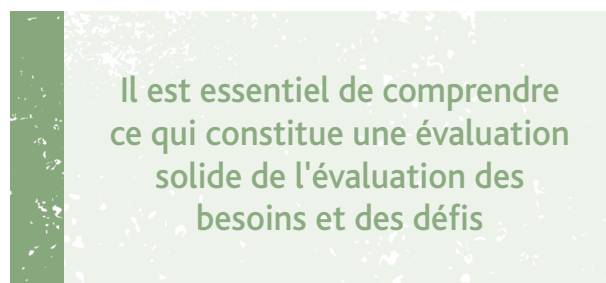 Il est essentiel de comprendre
ce qui constitue une évaluation
solide de l'évaluation des
besoins et des défis